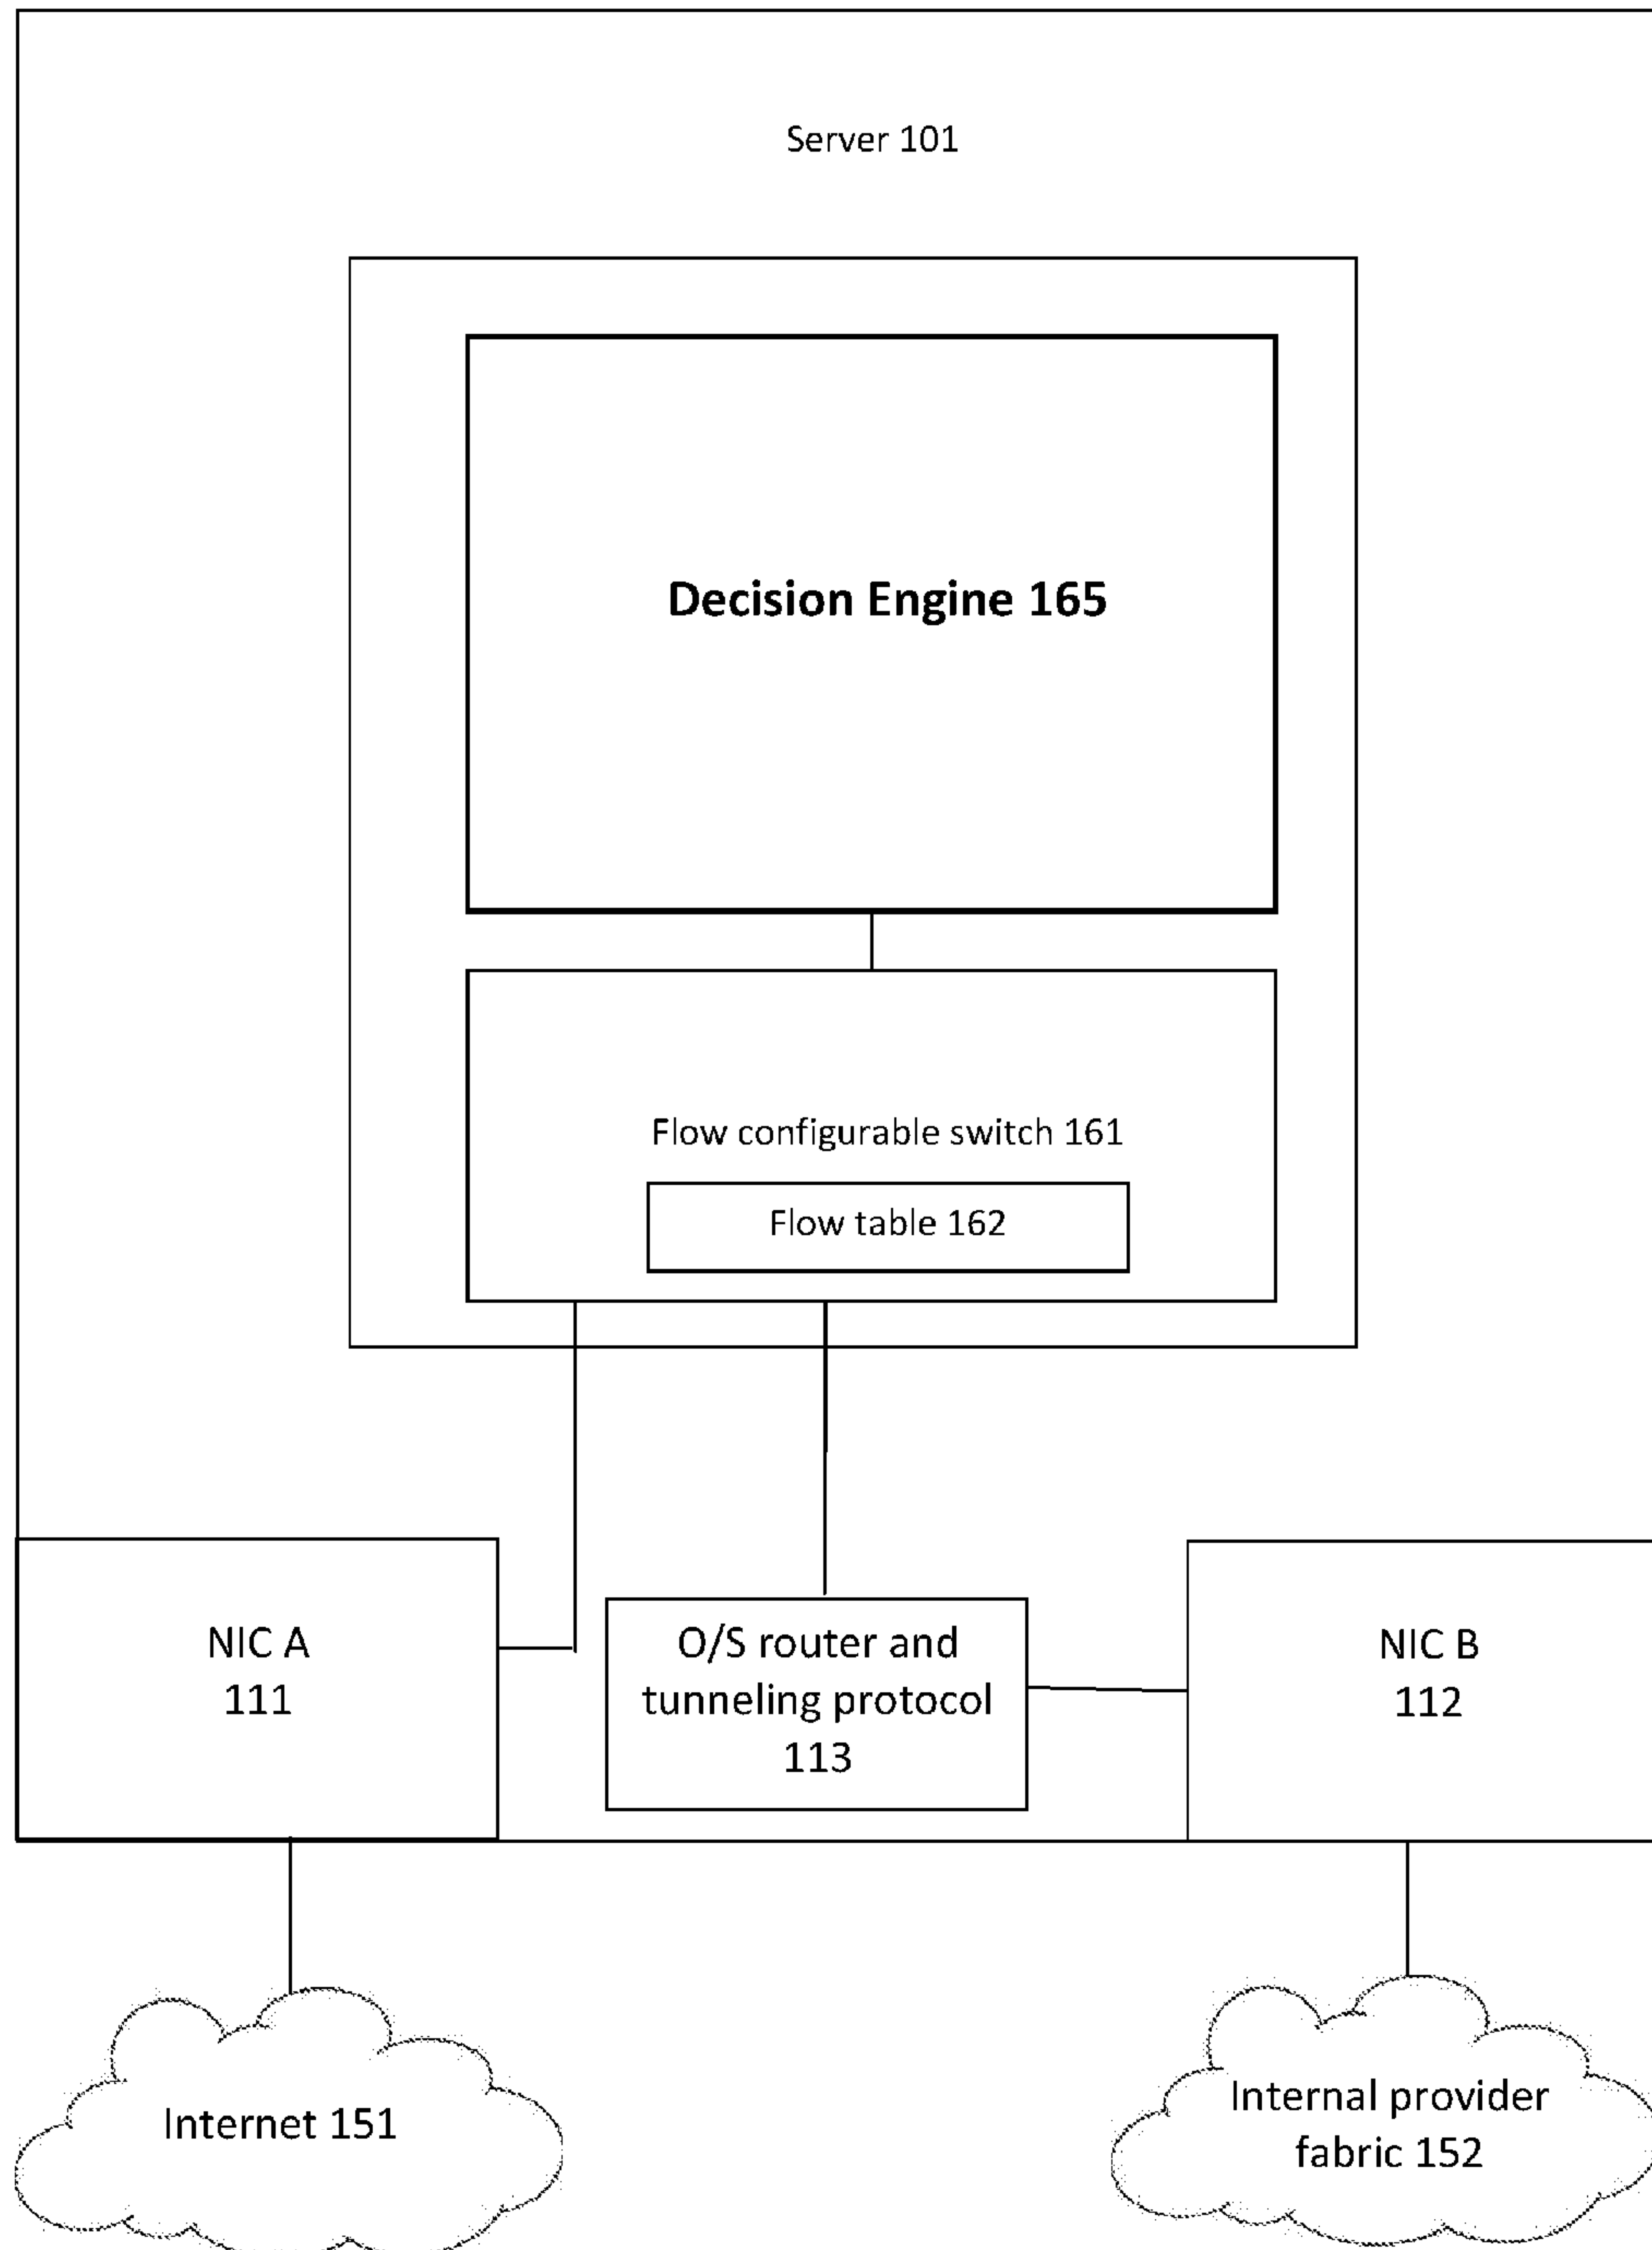 Server 101
Decision Engine 165
Flow configurable switch 161
Flow table 162
NIC A
111
O/S router and
tunneling protocol
113
NIC B
112
Internet 151
Internal provider
fabric 152